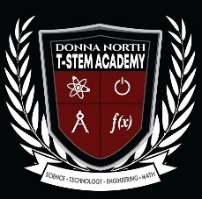 DONNA NORTH
T-STEM ACADEMY
f(x)
SCIENCE - TECHNOLOGY - ENGINEERING - MATH